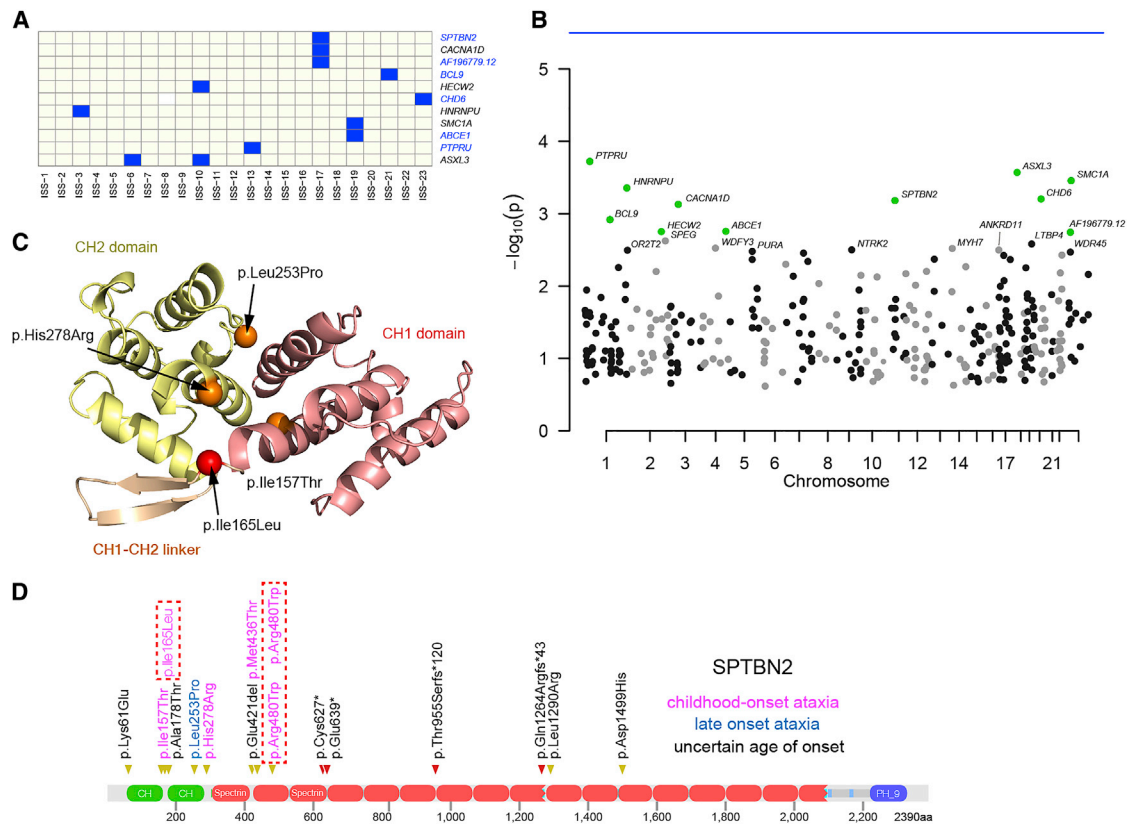 A
SPTBN2
CACNA1D
AF196779.12
BCL9
HECW2
CHD6
HNRNPU
SMC1A
ABCE1
PTPRU
ASXL3
ISS-1
ISS-2
ISS-3
ISS-4
ISS-5
ISS-6
ISS-7
ISS-8
ISS-9
ISS-10
ISS-11
ISS-12
ISS-13
ISS-14
ISS-15
ISS-16
ISS-17
ISS-18
ISS-19
ISS-20
ISS-21
ISS-22
ISS-23
B
−log10(p)
5
4
3
2
1
0
PTPRU
HNRNPU
BCL9
CACNA1D
HECW2
SPEG
OR2T2
ABCE1
WDFY3
PURA
NTRK2
SPTBN2
MYH7
ANKRD11
ASXL3
CHD6
SMC1A
AF196779.12
LTBP4
WDR45
1 2 3 4 5 6 7 8 10 12 14 17 21
Chromosome
C
CH2 domain
p.Leu253Pro
p.His278Arg
CH1 domain
p.Ile157Thr
p.Ile165Leu
CH1-CH2 linker
D
p.Lys61Glu
p.Ile157Thr
p.Ile165Leu
p.Ala178Thr
p.Leu253Pro
p.His278Arg
p.Glu421del
p.Met436Thr
p.Arg480Trp
p.Arg480Trp
p.Cys627*
p.Glu639*
p.Thr955Serfs*120
p.Gln1264Argfs*43
p.Leu1290Arg
p.Asp1499His
SPTBN2
childhood-onset ataxia
late onset ataxia
uncertain age of onset
CH CH Spectrin Spectrin PH_9
200 400 600 800 1,000 1,200 1,400 1,600 1,800 2,000 2,200 2390aa